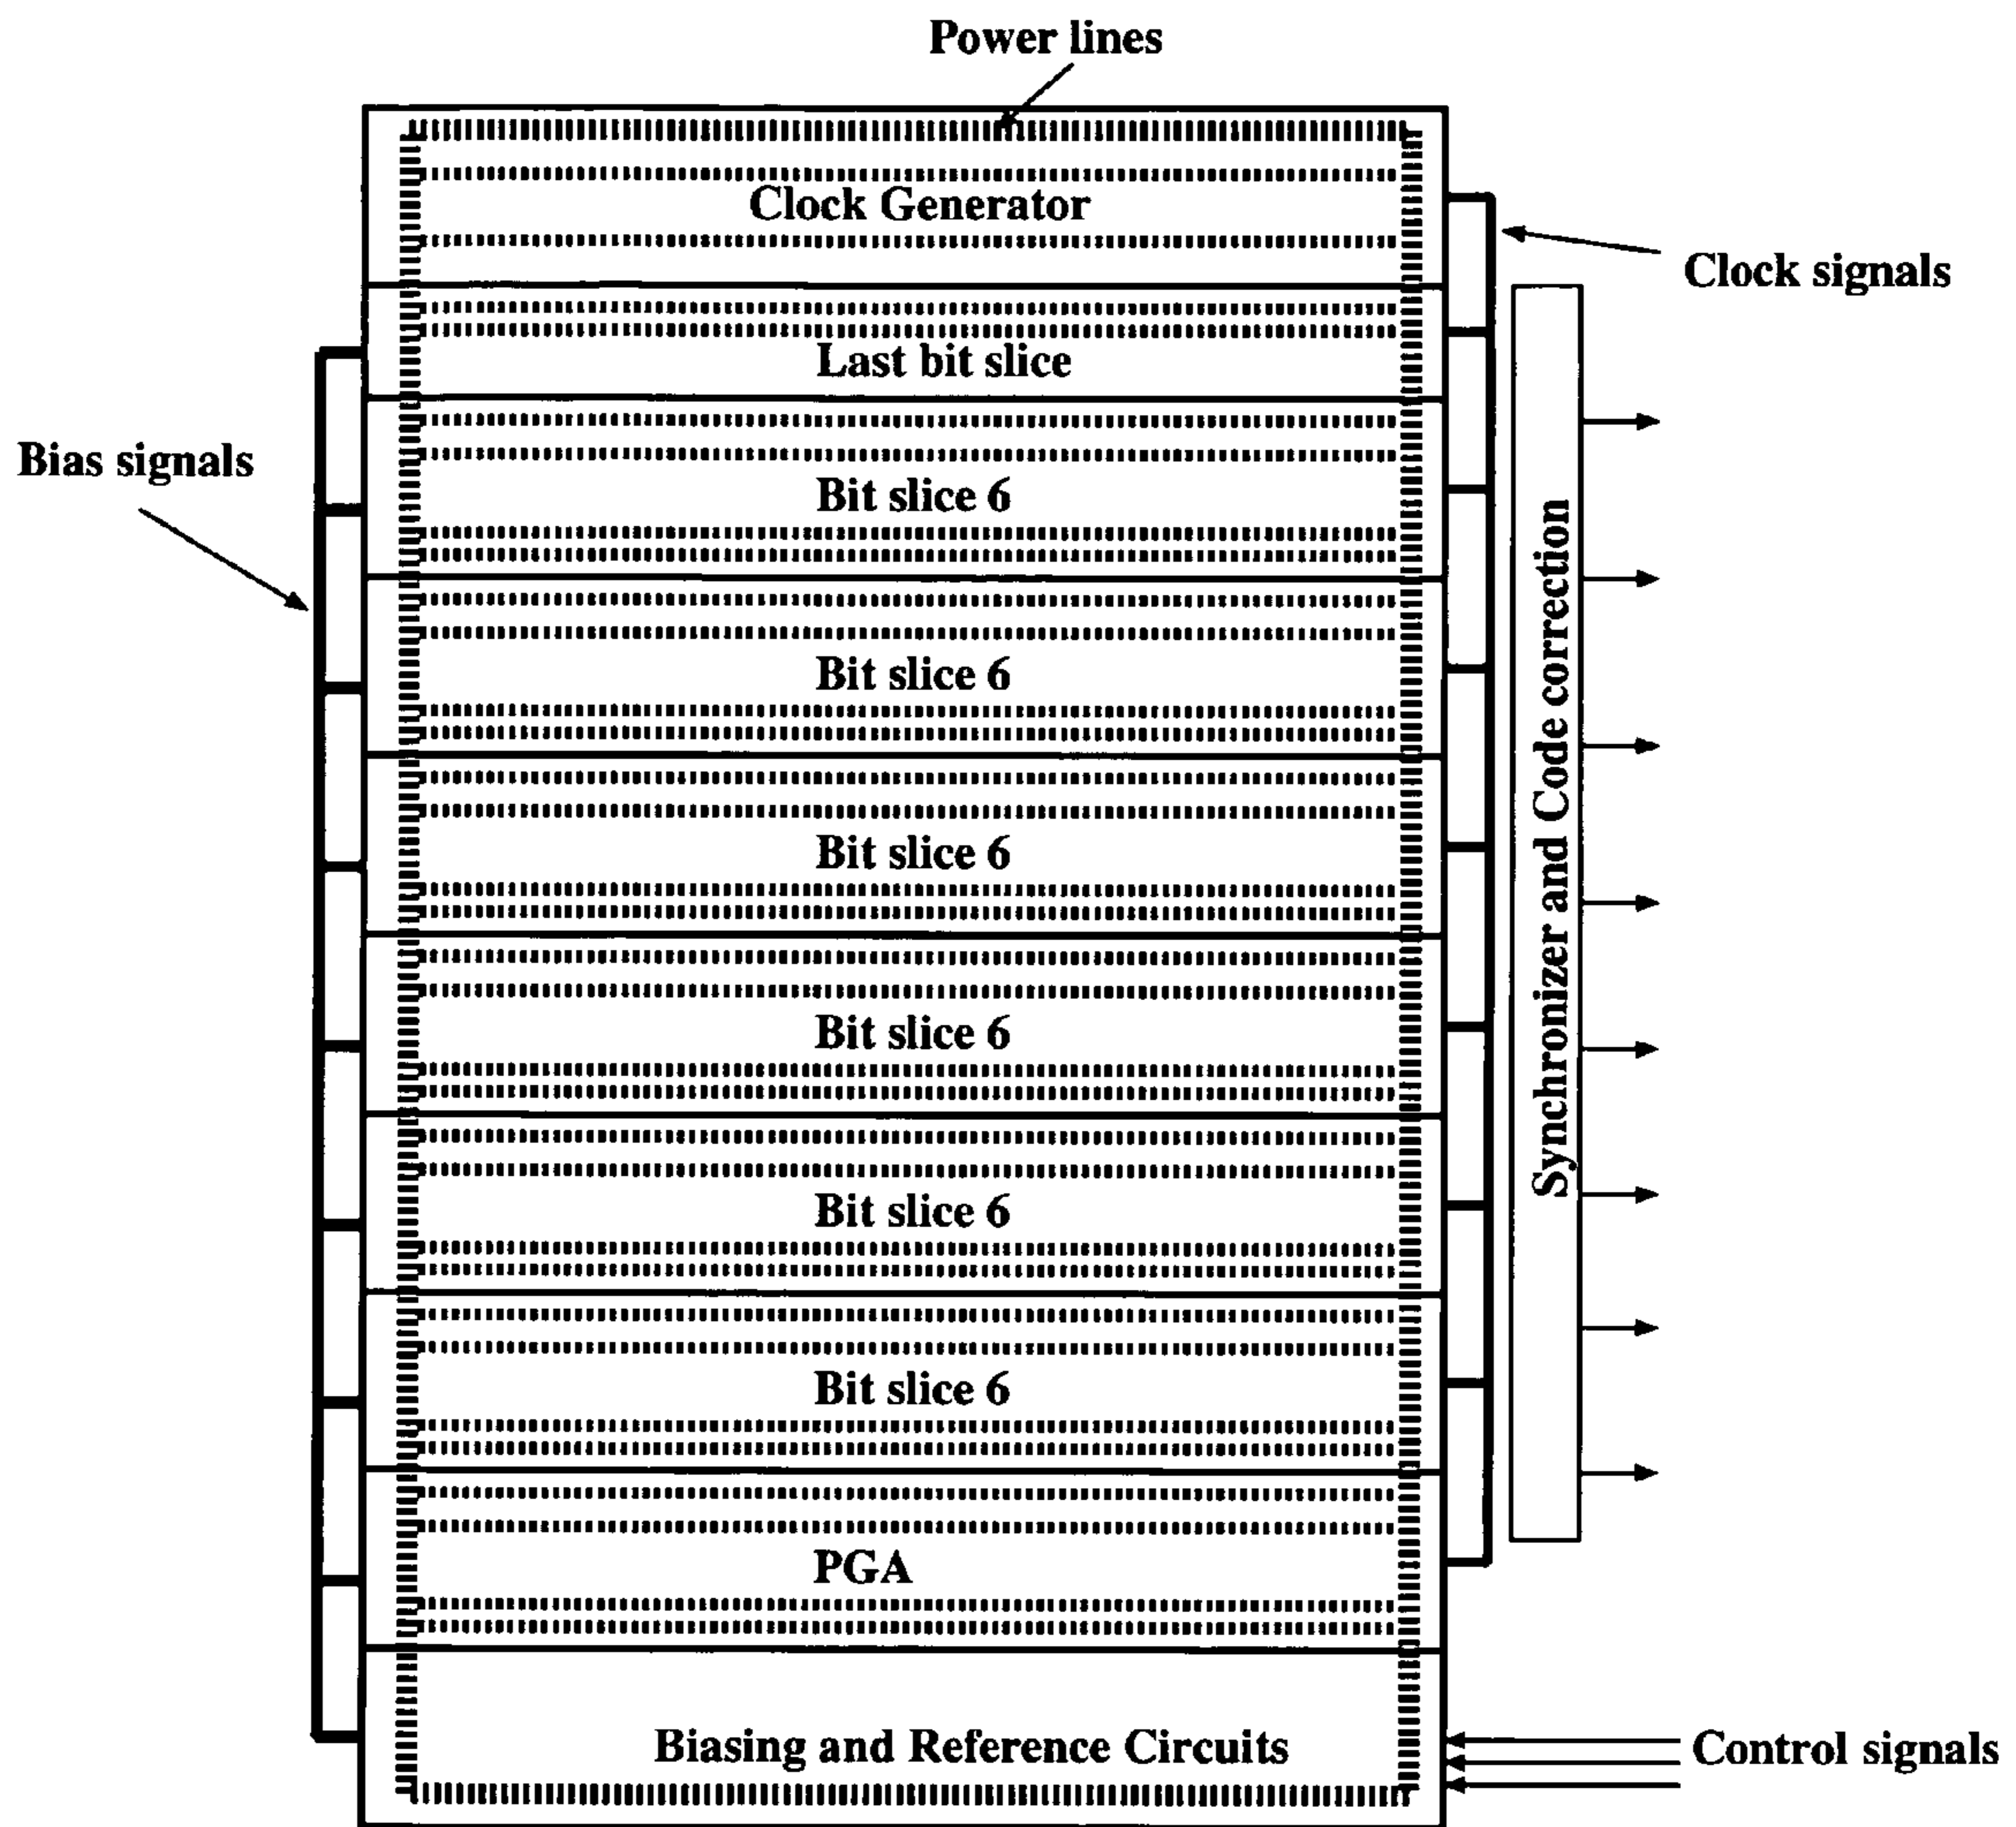 Power lines
Clock Generator
Clock signals
Last bit slice
Bias signals
Bit slice 6
Bit slice 6
Bit slice 6
Bit slice 6
Bit slice 6
Bit slice 6
Synchronizer and Code correction
PGA
Biasing and Reference Circuits
Control signals